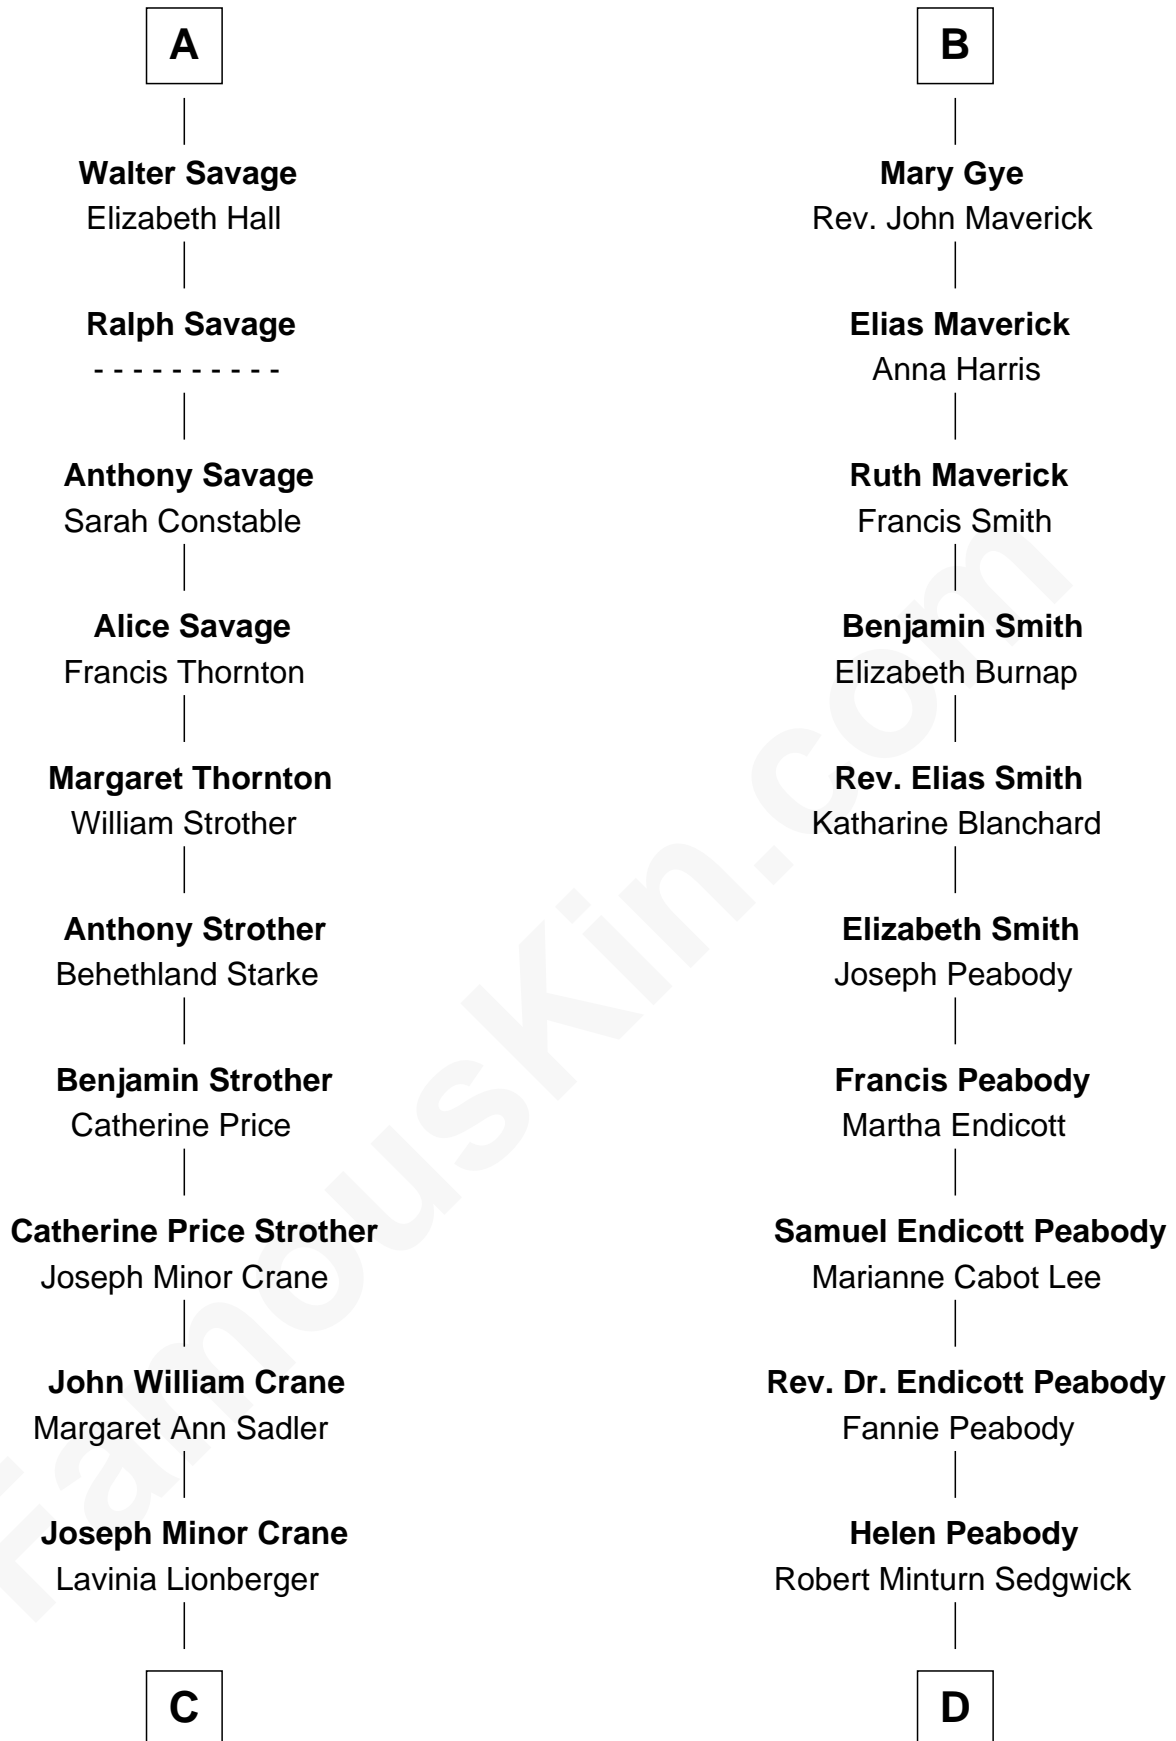 A
Walter Savage
Elizabeth Hall
Ralph Savage
- - - - - - - - - -
Anthony Savage
Sarah Constable
Alice Savage
Francis Thornton
Margaret Thornton
William Strother
Anthony Strother
Behethland Starke
Benjamin Strother
Catherine Price
Catherine Price Strother
Joseph Minor Crane
John William Crane
Margaret Ann Sadler
Joseph Minor Crane
Lavinia Lionberger
C
B
Mary Gye
Rev. John Maverick
Elias Maverick
Anna Harris
Ruth Maverick
Francis Smith
Benjamin Smith
Elizabeth Burnap
Rev. Elias Smith
Katharine Blanchard
Elizabeth Smith
Joseph Peabody
Francis Peabody
Martha Endicott
Samuel Endicott Peabody
Marianne Cabot Lee
Rev. Dr. Endicott Peabody
Fannie Peabody
Helen Peabody
Robert Minturn Sedgwick
D
FamousKin.com